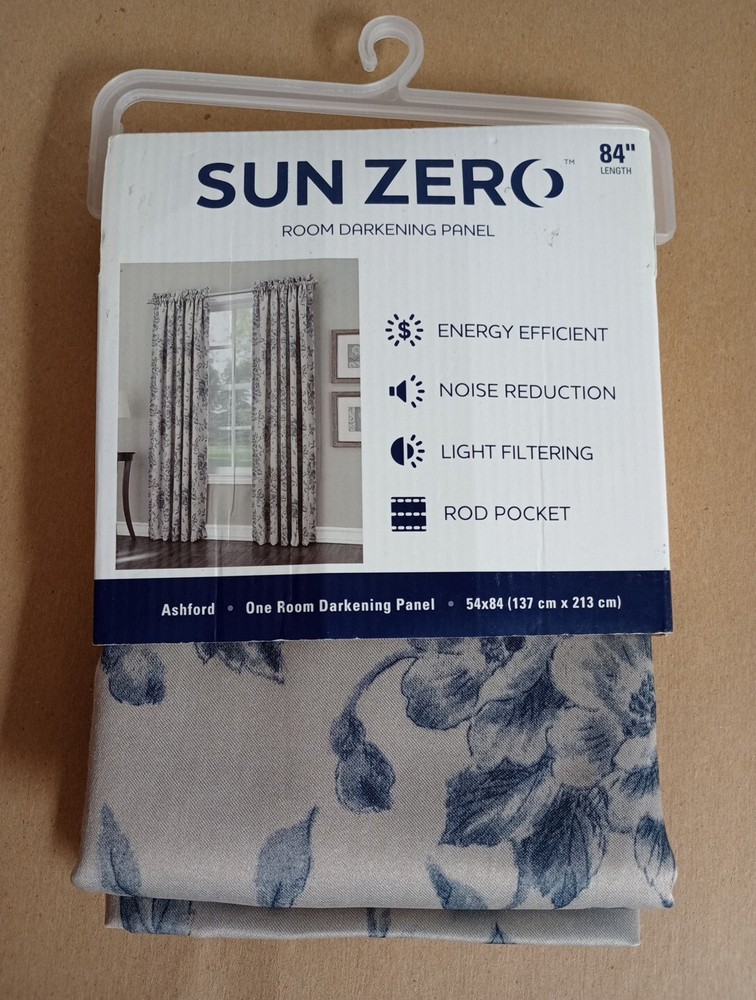 SUN ZERO™
84"
LENGTH
ROOM DARKENING PANEL
$ ENERGY EFFICIENT
NOISE REDUCTION
LIGHT FILTERING
ROD POCKET
Ashford • One Room Darkening Panel • 54x84 (137 cm x 213 cm)